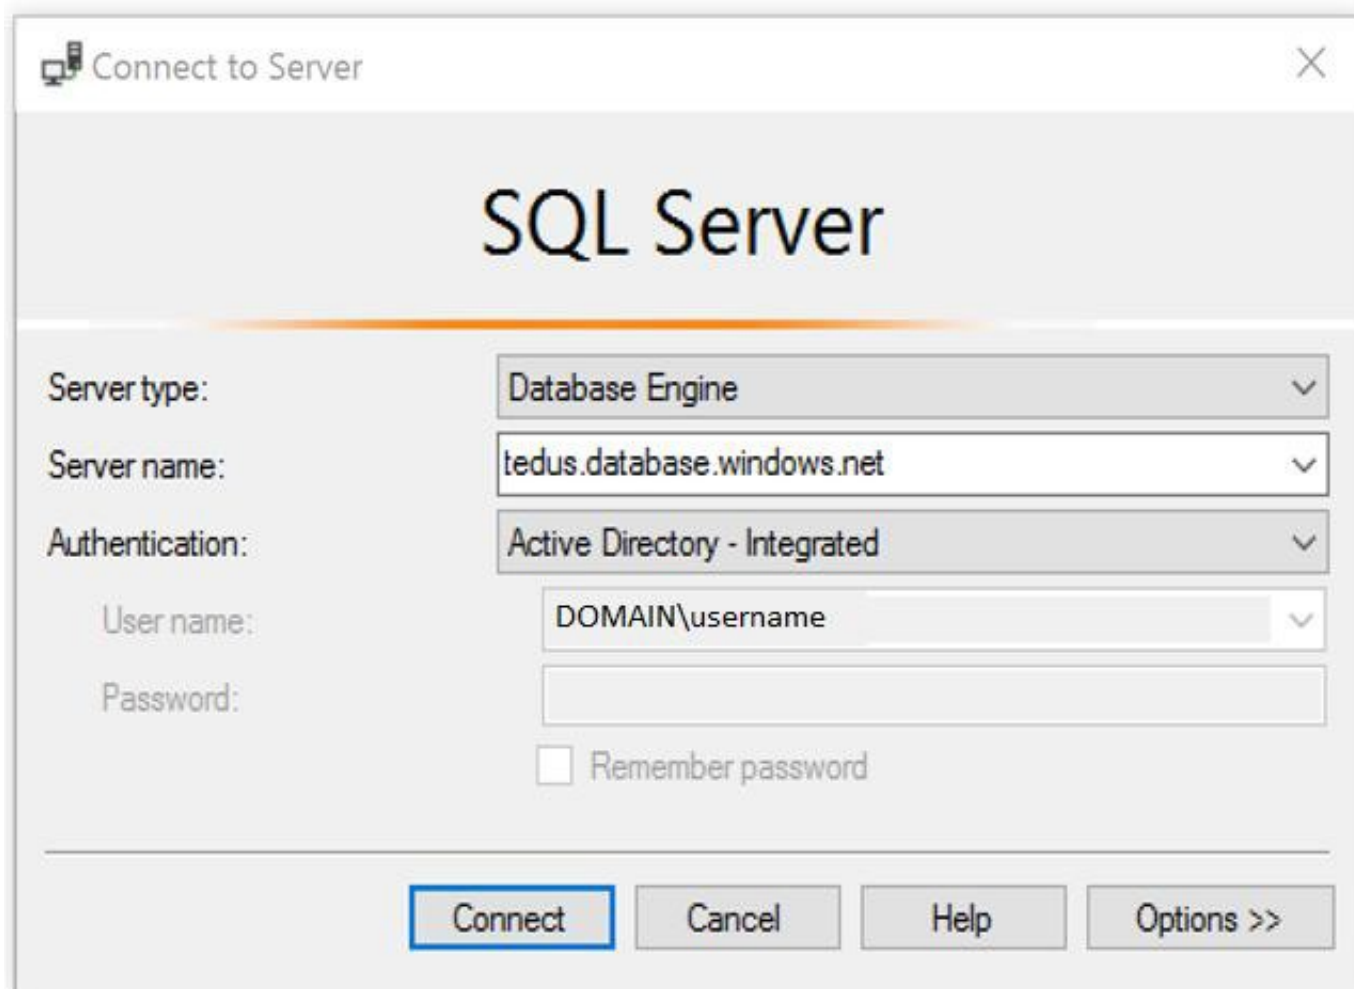 Connect to Server
SQL Server
Server type: Database Engine
Server name: tedus.database.windows.net
Authentication: Active Directory - Integrated
User name: DOMAIN\username
Password:
Remember password
Connect Cancel Help Options >>